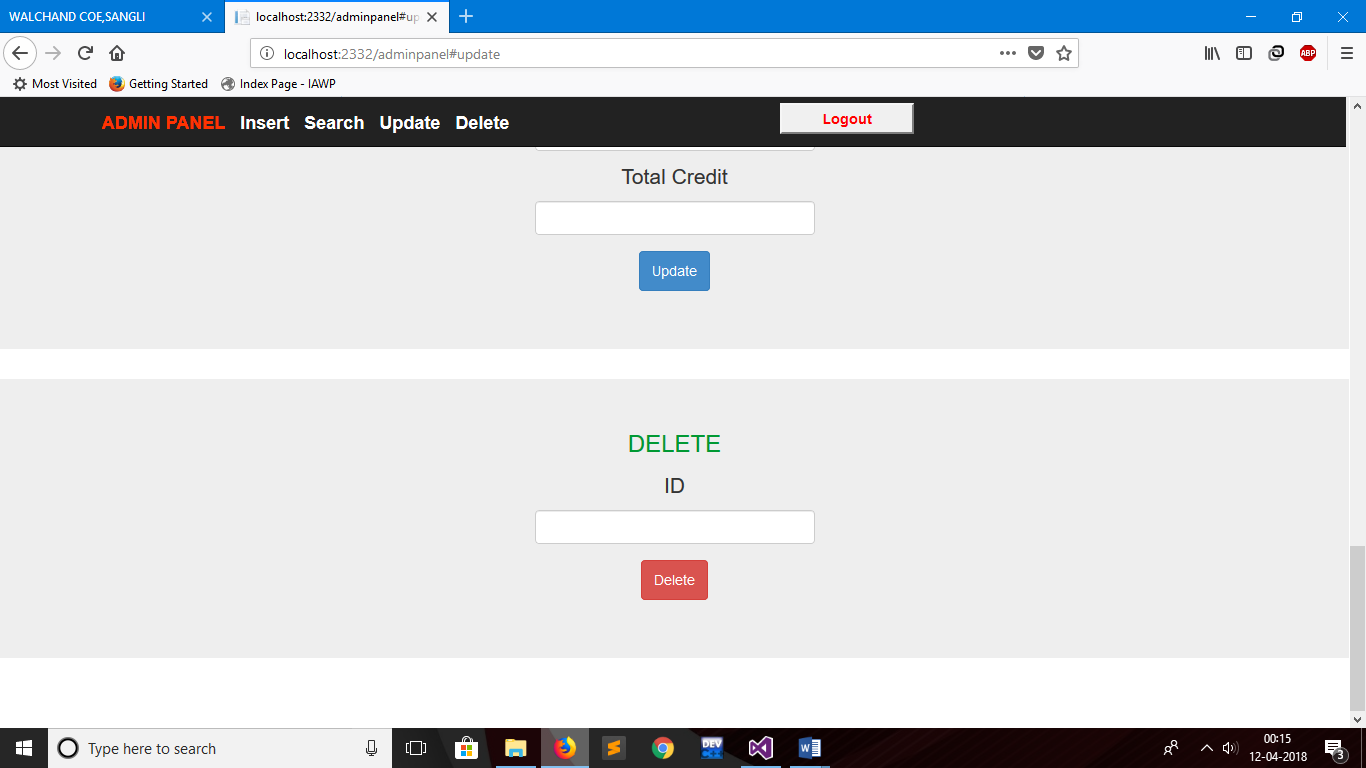 WALCHAND COE,SANGLI
localhost:2332/adminpanel#up
localhost:2332/adminpanel#update
ABP
Most Visited Getting Started Index Page - IAWP
ADMIN PANEL Insert Search Update Delete Logout
Total Credit
Update
DELETE
ID
Delete
Type here to search
DEV
00:15
12-04-2018
3